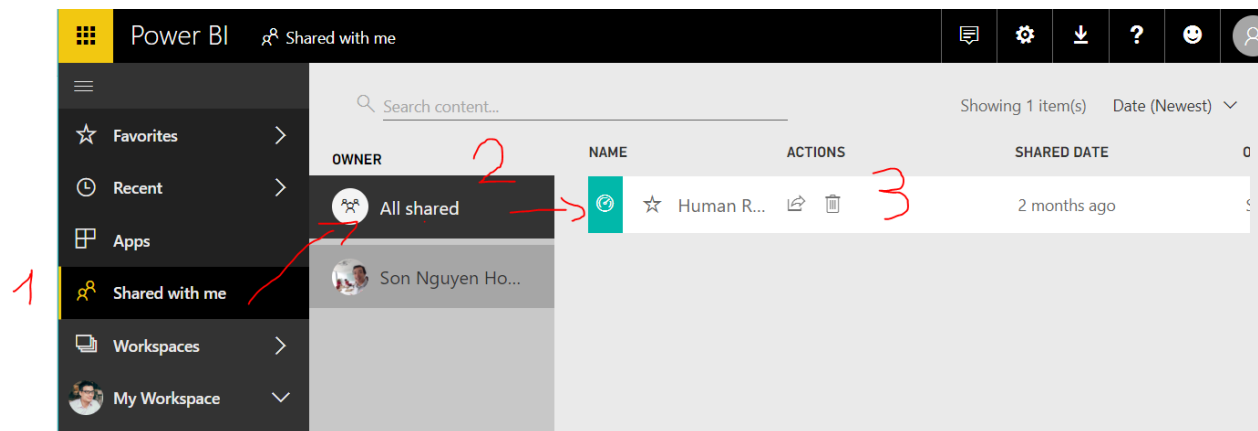 Power BI Shared with me
Search content... Showing 1 item(s) Date (Newest)
Favorites
OWNER NAME ACTIONS SHARED DATE
2 3
Recent
All shared Human R... 2 months ago
Apps
1 Shared with me Son Nguyen Ho...
Workspaces
My Workspace